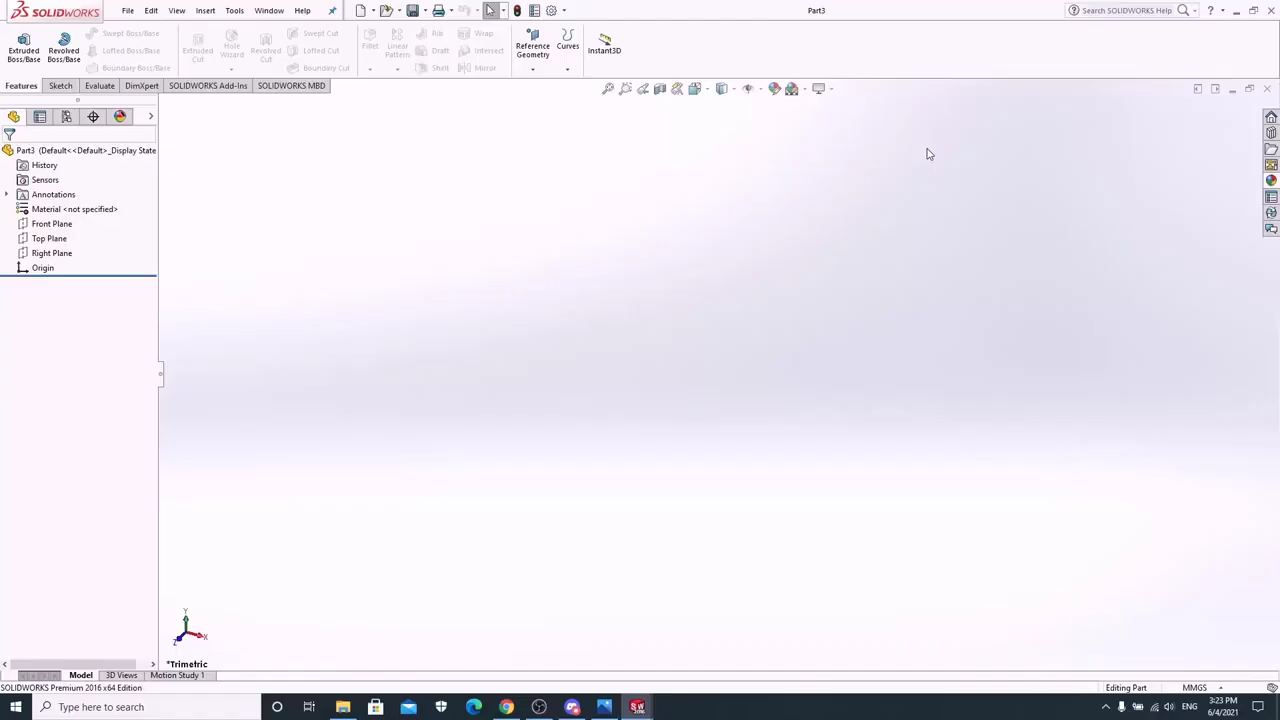 SOLIDWORKS File Edit View Insert Tools Window Help Part3 Search SOLIDWORKS Help
Extruded Boss/Base
Revolved Boss/Base
Swept Boss/Base
Lofted Boss/Base
Boundary Boss/Base
Extruded Cut
Hole Wizard
Revolved Cut
Swept Cut
Lofted Cut
Boundary Cut
Fillet
Linear Pattern
Rib
Draft
Shell
Wrap
Intersect
Mirror
Reference Geometry
Curves
Instant3D
Features Sketch Evaluate DimXpert SOLIDWORKS Add-Ins SOLIDWORKS MBD
Part3 (Default<<Default>_Display State
History
Sensors
Annotations
Material <not specified>
Front Plane
Top Plane
Right Plane
Origin
Y
X
Z
*Trimetric
Model 3D Views Motion Study 1
SOLIDWORKS Premium 2016 x64 Edition Editing Part MMGS
Type here to search
ENG
3:23 PM
6/4/2021